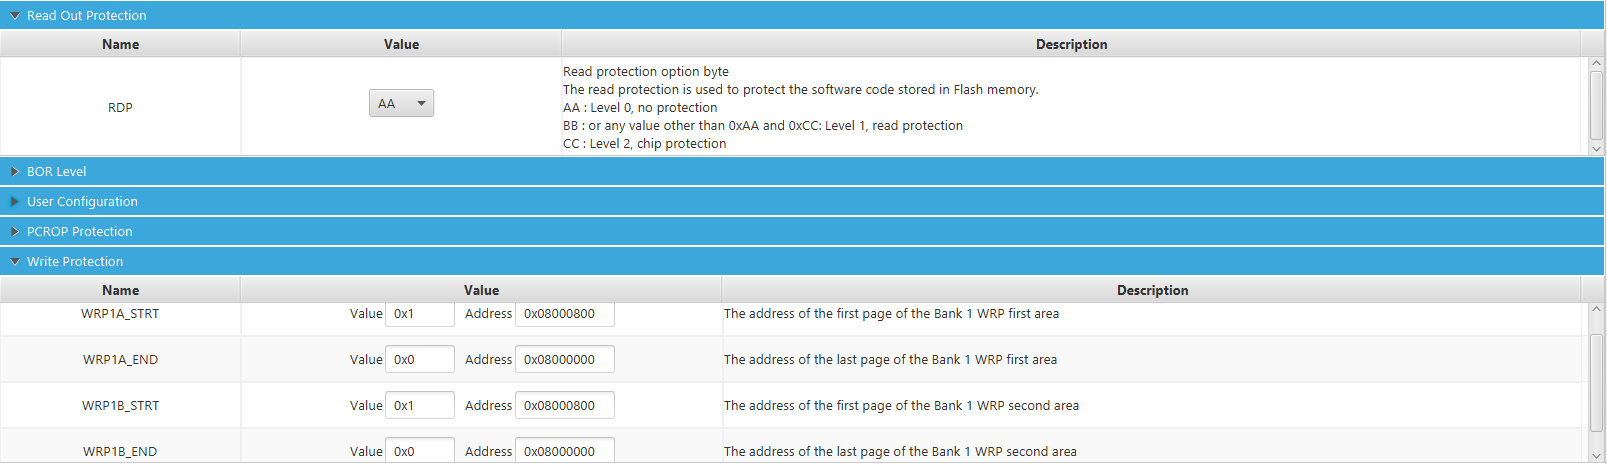 Read Out Protection
Name Value Description
RDP AA Read protection option byte
The read protection is used to protect the software code stored in Flash memory.
AA : Level 0, no protection
BB : or any value other than 0xAA and 0xCC: Level 1, read protection
CC : Level 2, chip protection
BOR Level
User Configuration
PCROP Protection
Write Protection
Name Value Description
WRP1A_STRT Value 0x1 Address 0x08000800 The address of the first page of the Bank 1 WRP first area
WRP1A_END Value 0x0 Address 0x08000000 The address of the last page of the Bank 1 WRP first area
WRP1B_STRT Value 0x1 Address 0x08000800 The address of the first page of the Bank 1 WRP second area
WRP1B_END Value 0x0 Address 0x08000000 The address of the last page of the Bank 1 WRP second area